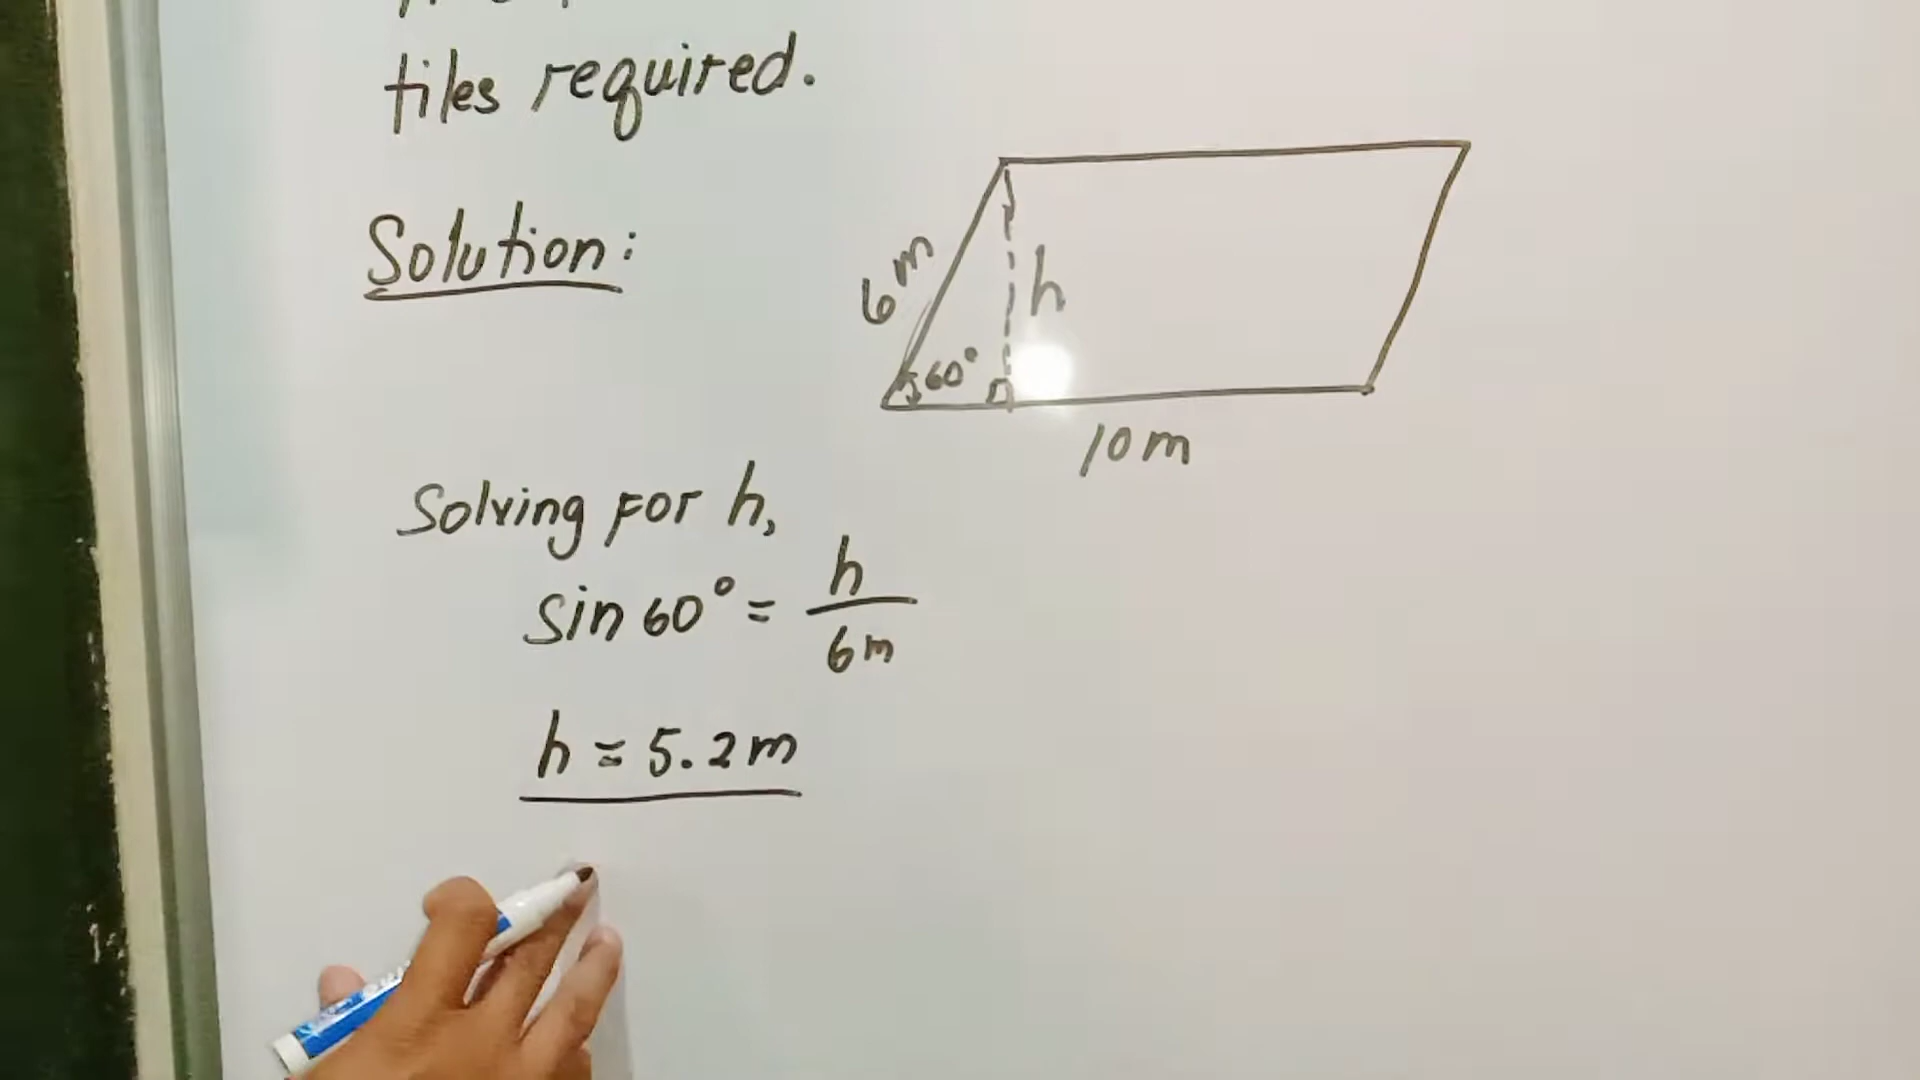 tiles required.
Solution:
6m
h
60°
10m
Solving for h,
sin 60° = h/6m
h = 5.2m